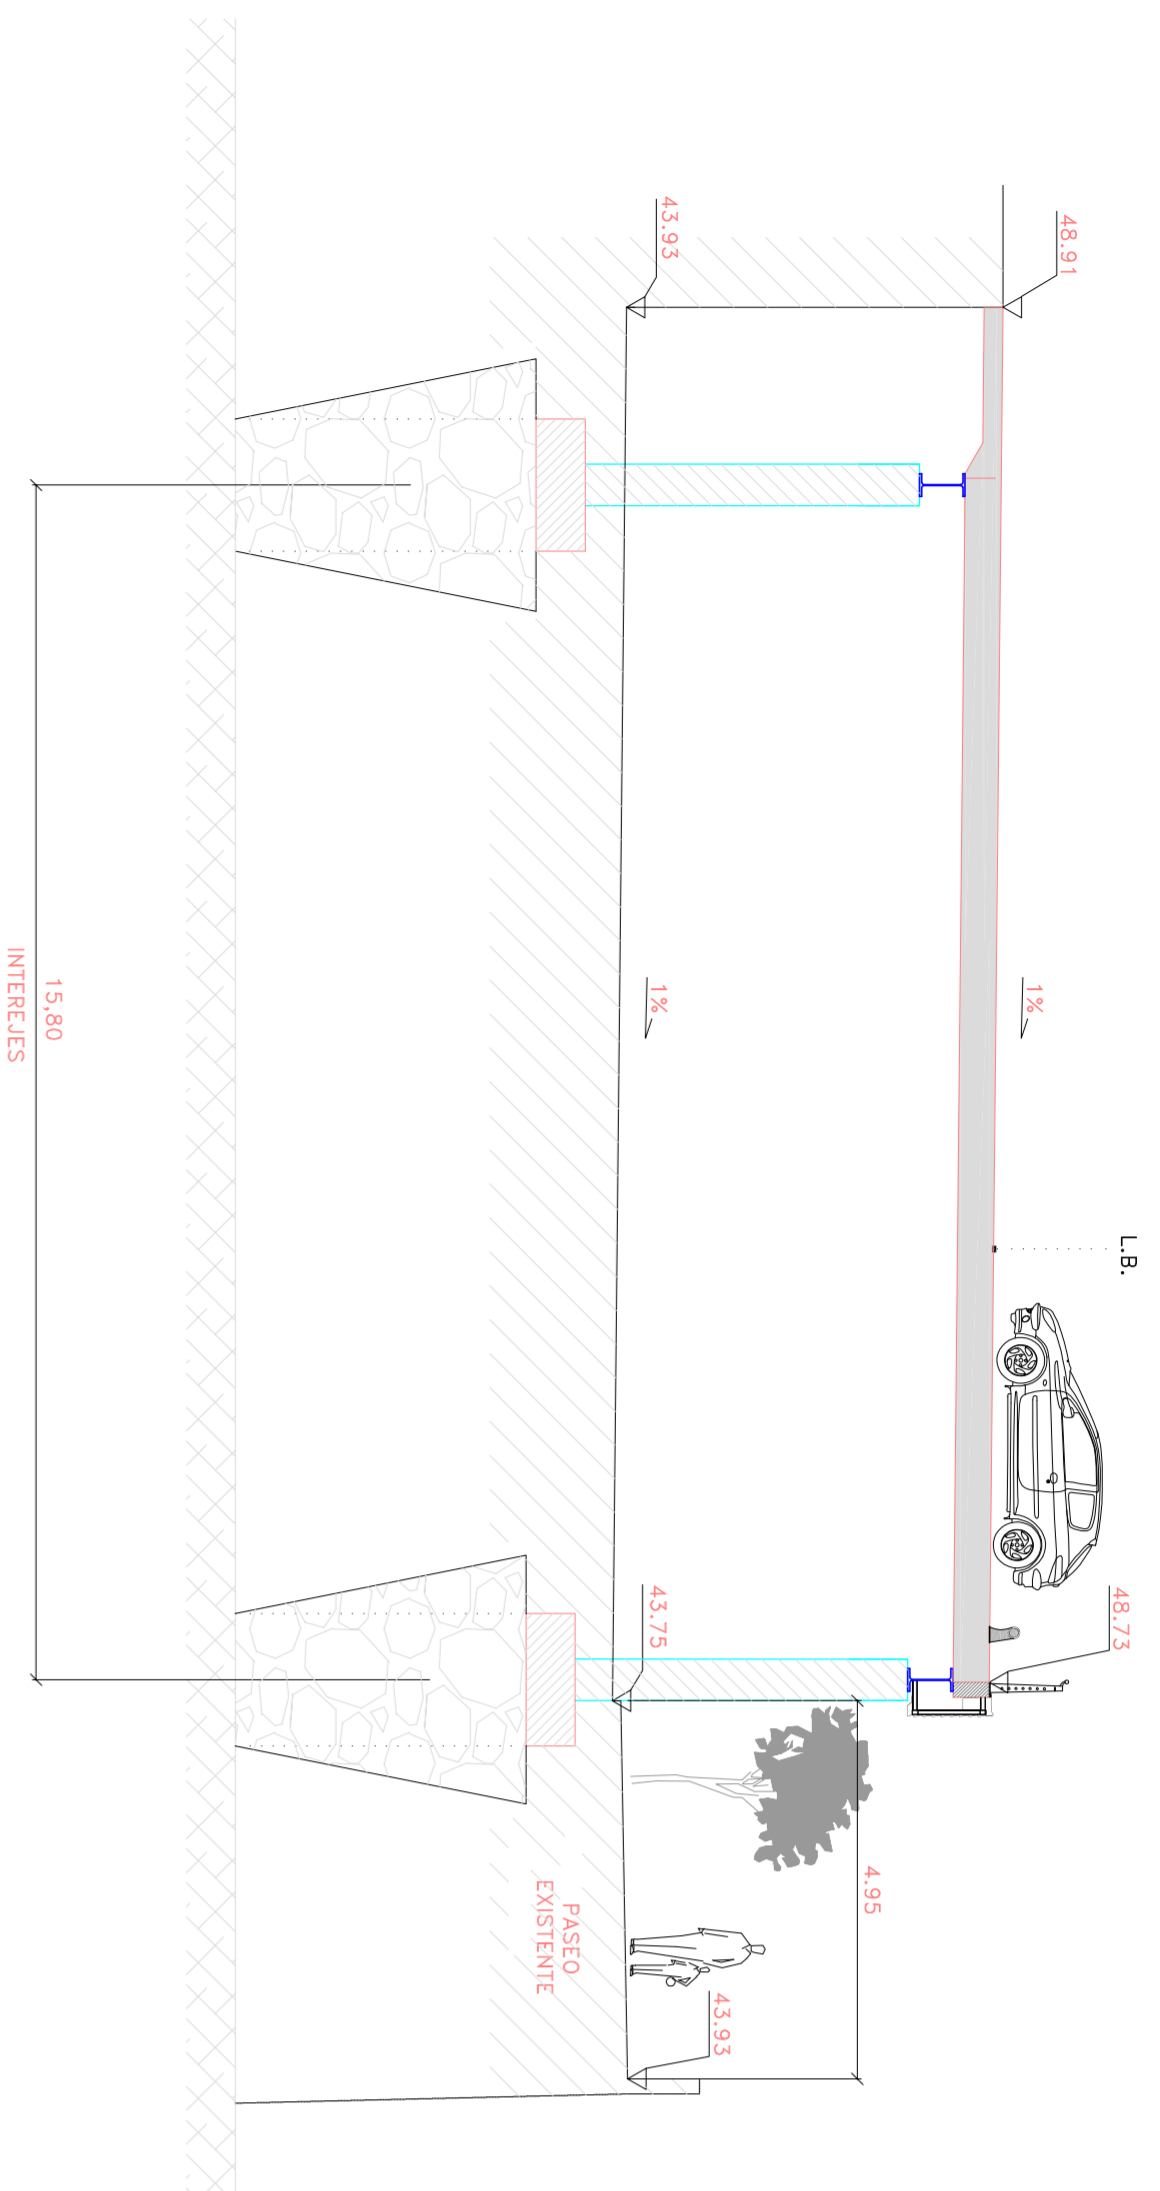 48.91
43.93
L.B.
1%
1%
48.73
43.75
4.95
43.93
PASEO
EXISTENTE
15,80
INTEREJES